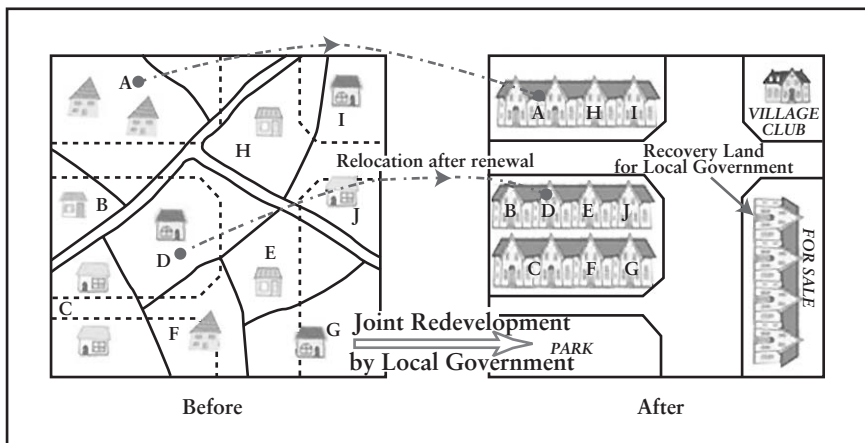 A
I
H
B
J
D
E
C
F
G
Before
Relocation after renewal
Joint Redevelopment
by Local Government
A H I
VILLAGE
CLUB
Recovery Land
for Local Government
B D E J
C F G
FOR SALE
PARK
After